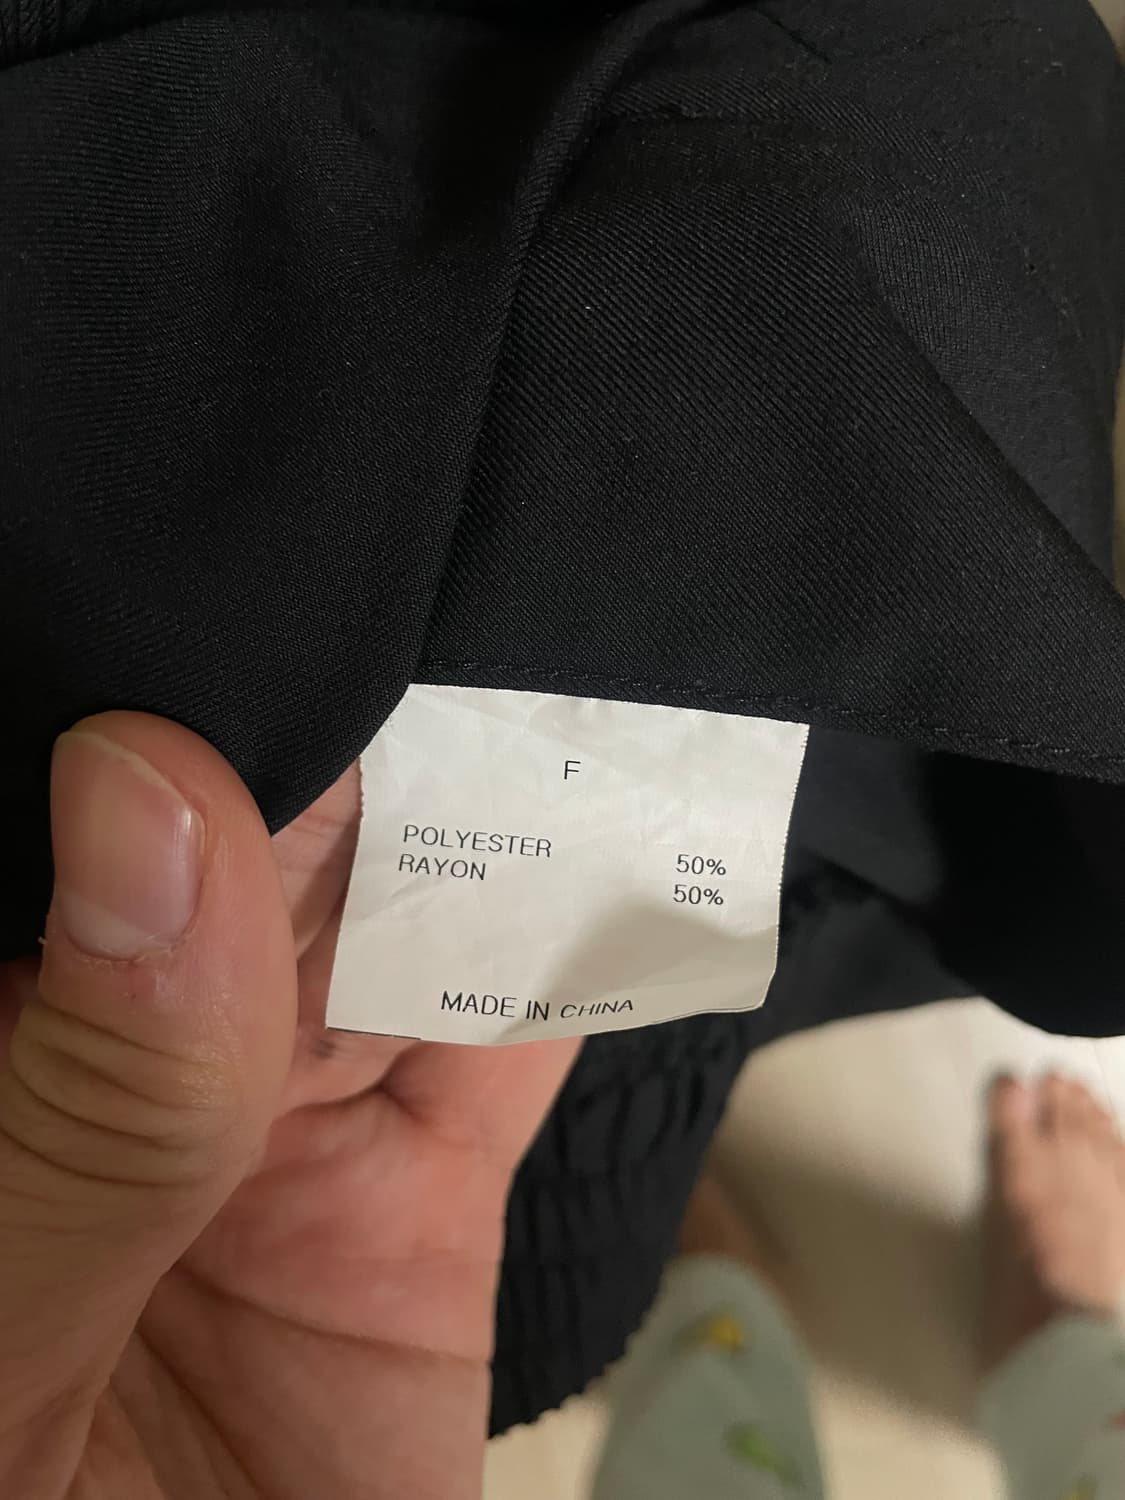 F
POLYESTER 50%
RAYON 50%
MADE IN CHINA